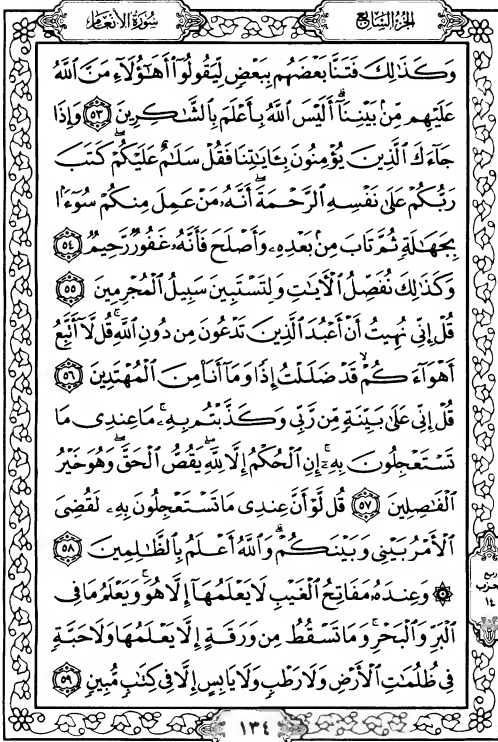 الجزء السابع
سورة الأنعام
وَكَذَٰلِكَ فَتَنَّا بَعْضَهُم بِبَعْضٍ لِّيَقُولُوٓا۟ أَهَـٰٓؤُلَآءِ مَنَّ ٱللَّهُ
عَلَيْهِم مِّنۢ بَيْنِنَآ ۗ أَلَيْسَ ٱللَّهُ بِأَعْلَمَ بِٱلشَّـٰكِرِينَ ٥٣ وَإِذَا
جَآءَكَ ٱلَّذِينَ يُؤْمِنُونَ بِـَٔايَـٰتِنَا فَقُلْ سَلَـٰمٌ عَلَيْكُمْ ۖ كَتَبَ
رَبُّكُمْ عَلَىٰ نَفْسِهِ ٱلرَّحْمَةَ ۖ أَنَّهُۥ مَنْ عَمِلَ مِنكُمْ سُوٓءًۢا
بِجَهَـٰلَةٍ ثُمَّ تَابَ مِنۢ بَعْدِهِۦ وَأَصْلَحَ فَأَنَّهُۥ غَفُورٌ رَّحِيمٌ ٥٤
وَكَذَٰلِكَ نُفَصِّلُ ٱلْـَٔايَـٰتِ وَلِتَسْتَبِينَ سَبِيلُ ٱلْمُجْرِمِينَ ٥٥
قُلْ إِنِّى نُهِيتُ أَنْ أَعْبُدَ ٱلَّذِينَ تَدْعُونَ مِن دُونِ ٱللَّهِ ۚ قُل لَّآ أَتَّبِعُ
أَهْوَآءَكُمْ ۙ قَدْ ضَلَلْتُ إِذًا وَمَآ أَنَا۠ مِنَ ٱلْمُهْتَدِينَ ٥٦
قُلْ إِنِّى عَلَىٰ بَيِّنَةٍ مِّن رَّبِّى وَكَذَّبْتُم بِهِۦ ۚ مَا عِندِى مَا
تَسْتَعْجِلُونَ بِهِۦٓ ۚ إِنِ ٱلْحُكْمُ إِلَّا لِلَّهِ ۖ يَقُصُّ ٱلْحَقَّ ۖ وَهُوَ خَيْرُ
ٱلْفَـٰصِلِينَ ٥٧ قُل لَّوْ أَنَّ عِندِى مَا تَسْتَعْجِلُونَ بِهِۦ لَقُضِىَ
ٱلْأَمْرُ بَيْنِى وَبَيْنَكُمْ ۗ وَٱللَّهُ أَعْلَمُ بِٱلظَّـٰلِمِينَ ٥٨
۞ وَعِندَهُۥ مَفَاتِحُ ٱلْغَيْبِ لَا يَعْلَمُهَآ إِلَّا هُوَ ۚ وَيَعْلَمُ مَا فِى
ٱلْبَرِّ وَٱلْبَحْرِ ۚ وَمَا تَسْقُطُ مِن وَرَقَةٍ إِلَّا يَعْلَمُهَا وَلَا حَبَّةٍ
فِى ظُلُمَـٰتِ ٱلْأَرْضِ وَلَا رَطْبٍ وَلَا يَابِسٍ إِلَّا فِى كِتَـٰبٍ مُّبِينٍ ٥٩
ربع
الحزب
١٤
١٣٤